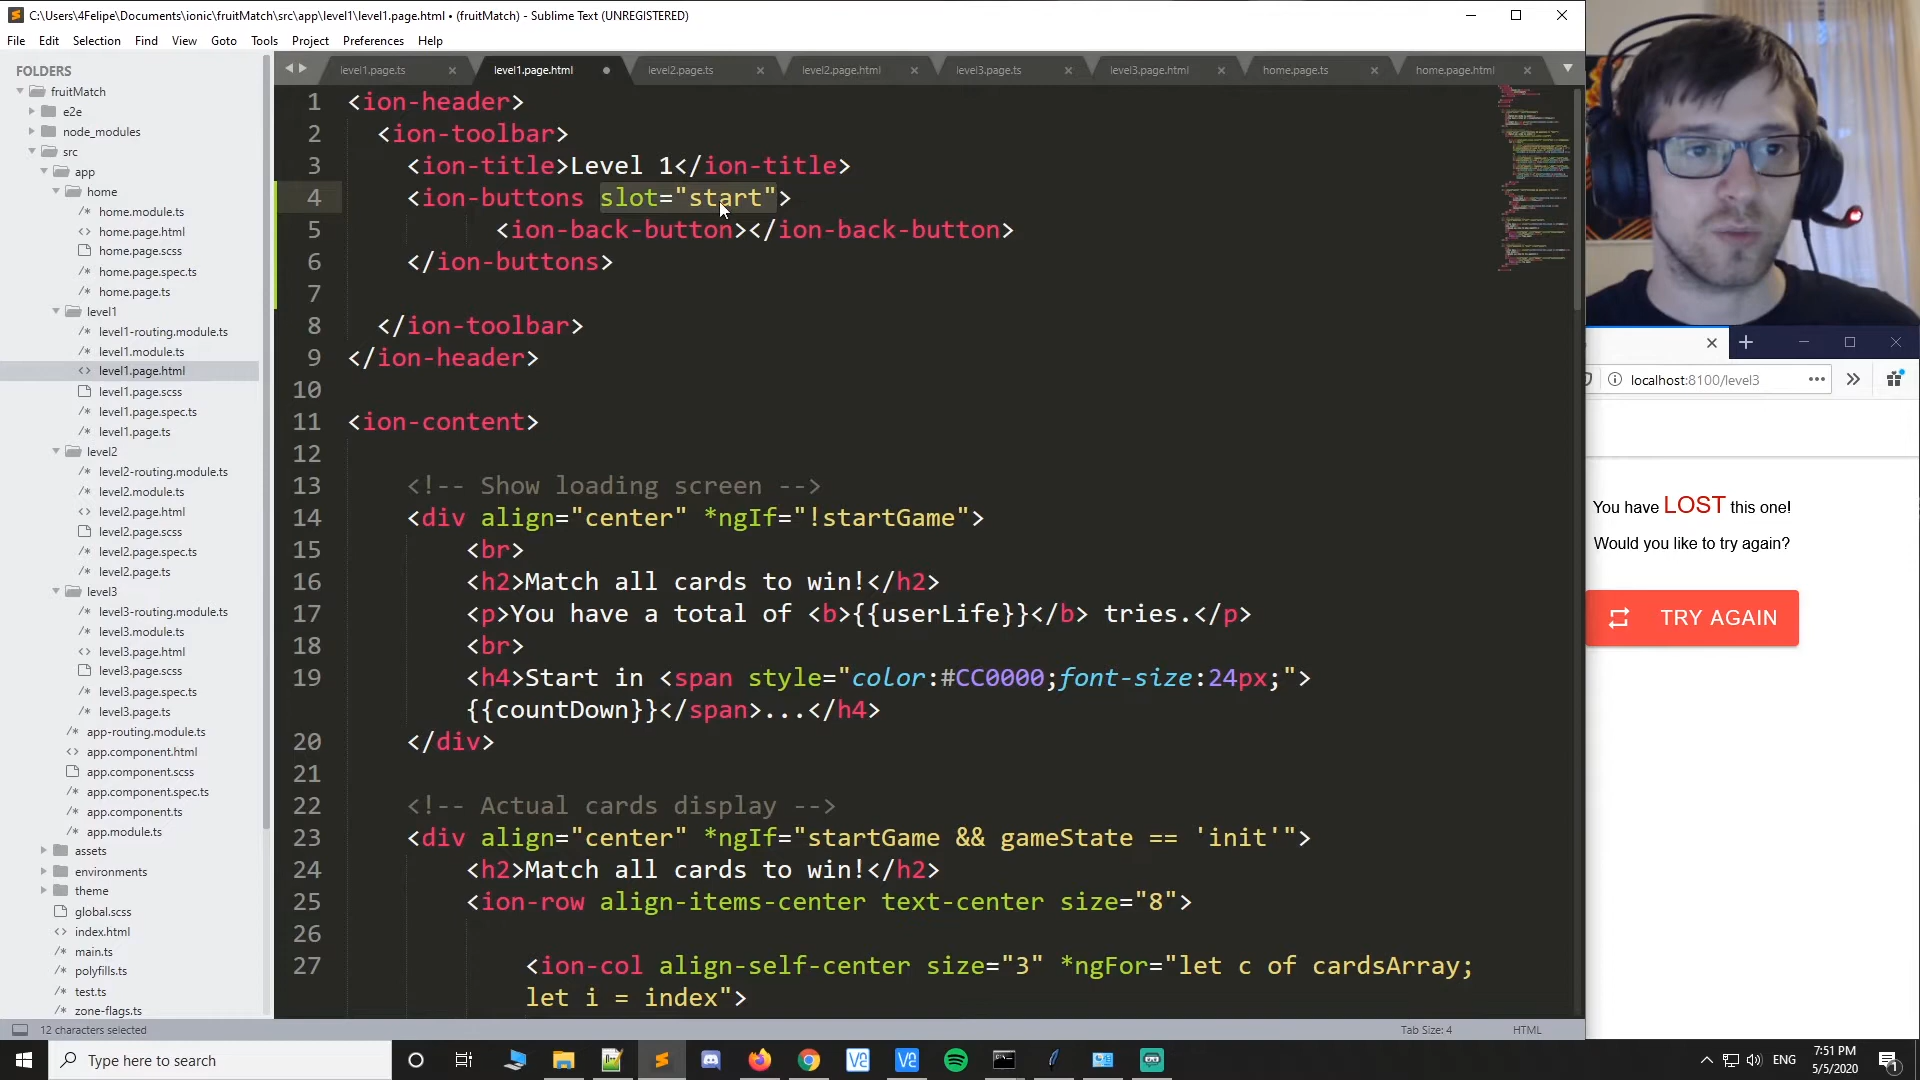 C:\Users\4Felipe\Documents\ionic\fruitMatch\src\app\level1\level1.page.html • (fruitMatch) - Sublime Text (UNREGISTERED)
File Edit Selection Find View Goto Tools Project Preferences Help
FOLDERS
fruitMatch
e2e
node_modules
src
app
home
home.module.ts
home.page.html
home.page.scss
home.page.spec.ts
home.page.ts
level1
level1-routing.module.ts
level1.module.ts
level1.page.html
level1.page.scss
level1.page.spec.ts
level1.page.ts
level2
level2-routing.module.ts
level2.module.ts
level2.page.html
level2.page.scss
level2.page.spec.ts
level2.page.ts
level3
level3-routing.module.ts
level3.module.ts
level3.page.html
level3.page.scss
level3.page.spec.ts
level3.page.ts
app-routing.module.ts
app.component.html
app.component.scss
app.component.spec.ts
app.component.ts
app.module.ts
assets
environments
theme
global.scss
index.html
main.ts
polyfills.ts
test.ts
zone-flags.ts
level1.page.ts level1.page.html level2.page.ts level2.page.html level3.page.ts level3.page.html home.page.ts home.page.html
1 <ion-header>
2 <ion-toolbar>
3 <ion-title>Level 1</ion-title>
4 <ion-buttons slot="start">
5 <ion-back-button></ion-back-button>
6 </ion-buttons>
7
8 </ion-toolbar>
9 </ion-header>
10
11 <ion-content>
12
13 <!-- Show loading screen -->
14 <div align="center" *ngIf="!startGame">
15 <br>
16 <h2>Match all cards to win!</h2>
17 <p>You have a total of <b>{{userLife}}</b> tries.</p>
18 <br>
19 <h4>Start in <span style="color:#CC0000;font-size:24px;">
{{countDown}}</span>...</h4>
20 </div>
21
22 <!-- Actual cards display -->
23 <div align="center" *ngIf="startGame && gameState == 'init'">
24 <h2>Match all cards to win!</h2>
25 <ion-row align-items-center text-center size="8">
26
27 <ion-col align-self-center size="3" *ngFor="let c of cardsArray;
let i = index">
localhost:8100/level3
You have LOST this one!
Would you like to try again?
TRY AGAIN
12 characters selected
Tab Size: 4
HTML
Type here to search
ENG
7:51 PM
5/5/2020